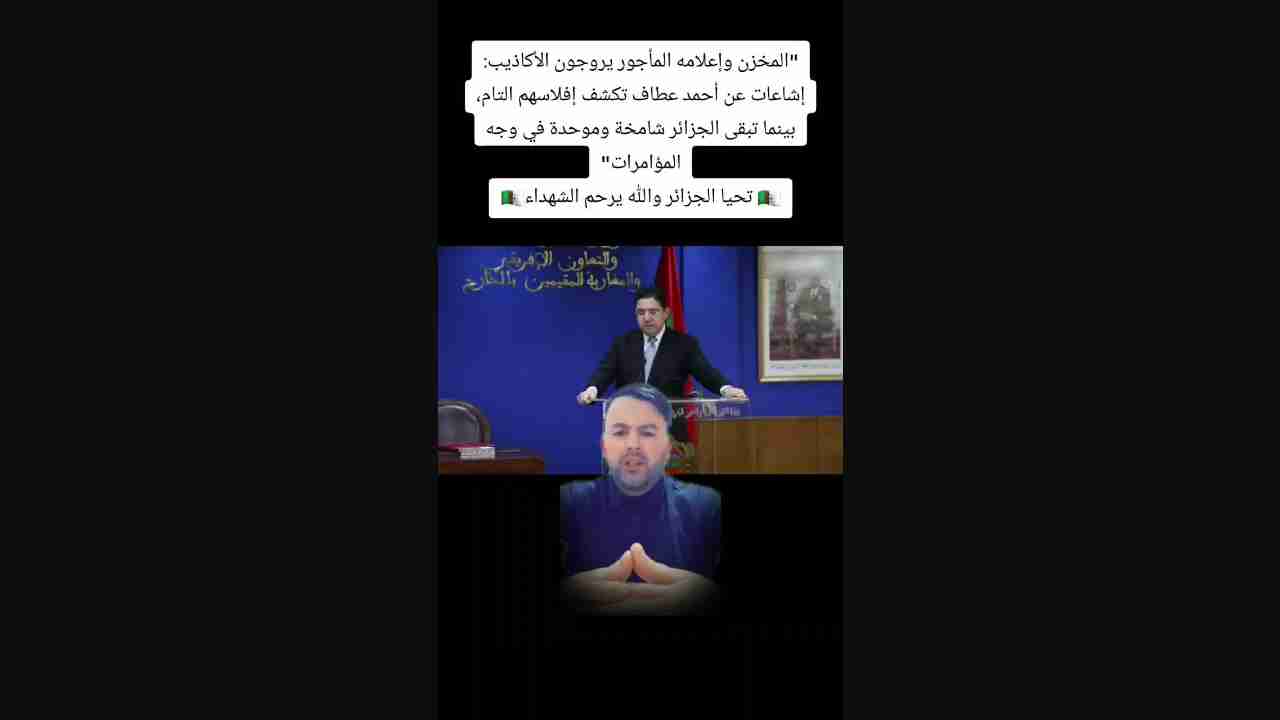 "المخزن وإعلامه المأجور يروجون الأكاذيب:
إشاعات عن أحمد عطاف تكشف إفلاسهم التام،
بينما تبقى الجزائر شامخة وموحدة في وجه
المؤامرات"
🇩🇿 تحيا الجزائر والله يرحم الشهداء 🇩🇿
والتعاون الإفريقي
والمغاربة المقيمين بالخارج